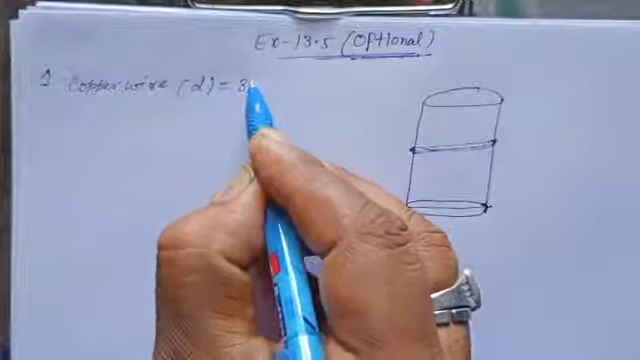 Ex-13.5 (Optional)
1. Copper wire (d) = 3